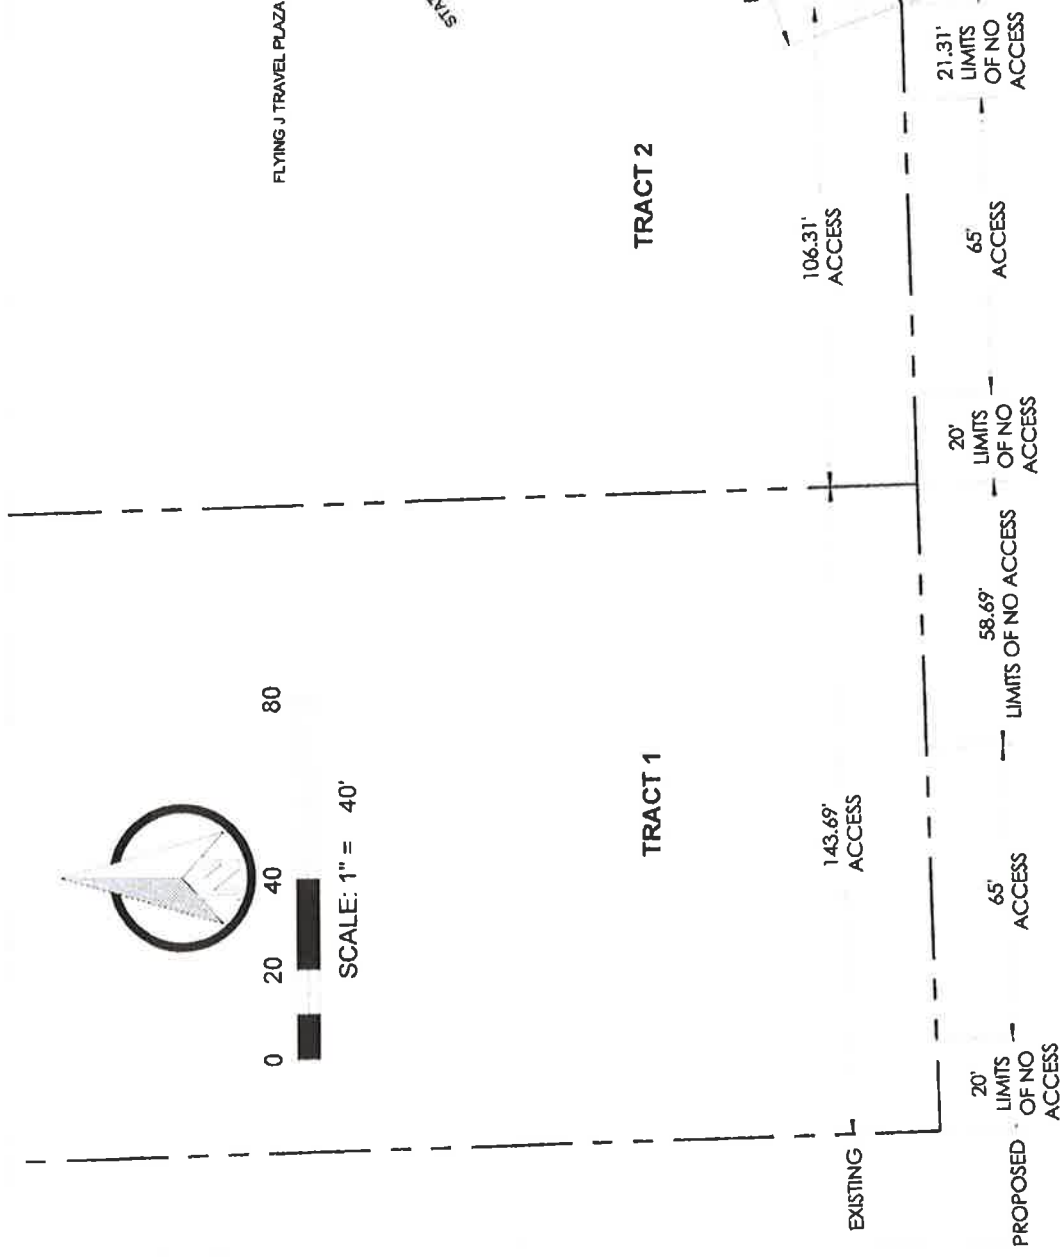 FLYING J TRAVEL PLAZA
0 20 40 80
SCALE: 1" = 40'
TRACT 1
TRACT 2
EXISTING
143.69'
ACCESS
106.31'
ACCESS
PROPOSED
20'
LIMITS
OF NO
ACCESS
65'
ACCESS
58.69'
LIMITS OF NO ACCESS
20'
LIMITS
OF NO
ACCESS
65'
ACCESS
21.31'
LIMITS
OF NO
ACCESS